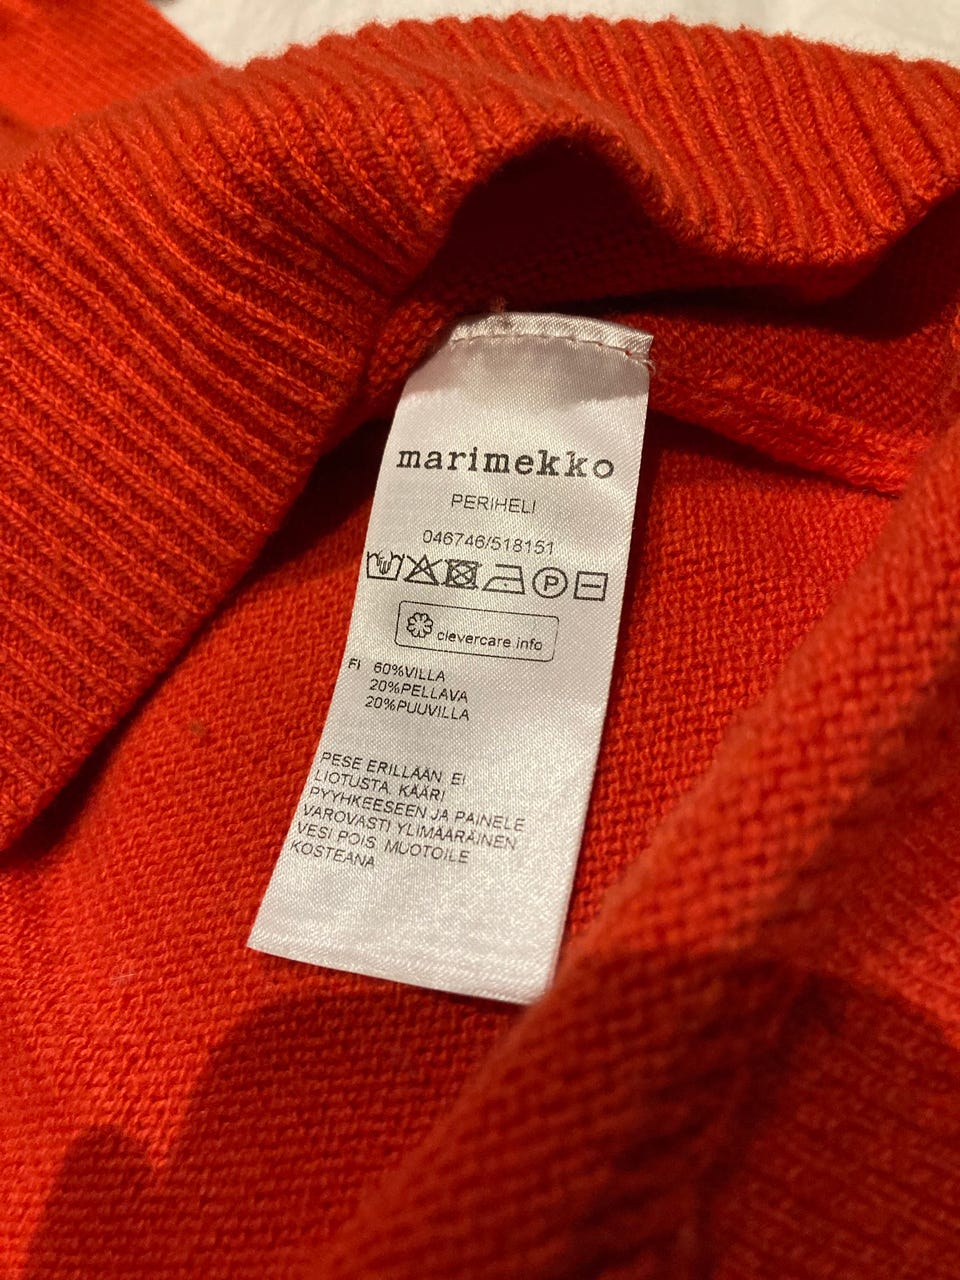 marimekko
PERIHELI
046746/518151
P
clevercare info
FI 60%VILLA
20%PELLAVA
20%PUUVILLA
PESE ERILLÄÄN EI
LIOTUSTA KÄÄRI
PYYHKEESEEN JA PAINELE
VAROVASTI YLIMÄÄRÄINEN
VESI POIS MUOTOILE
KOSTEANA